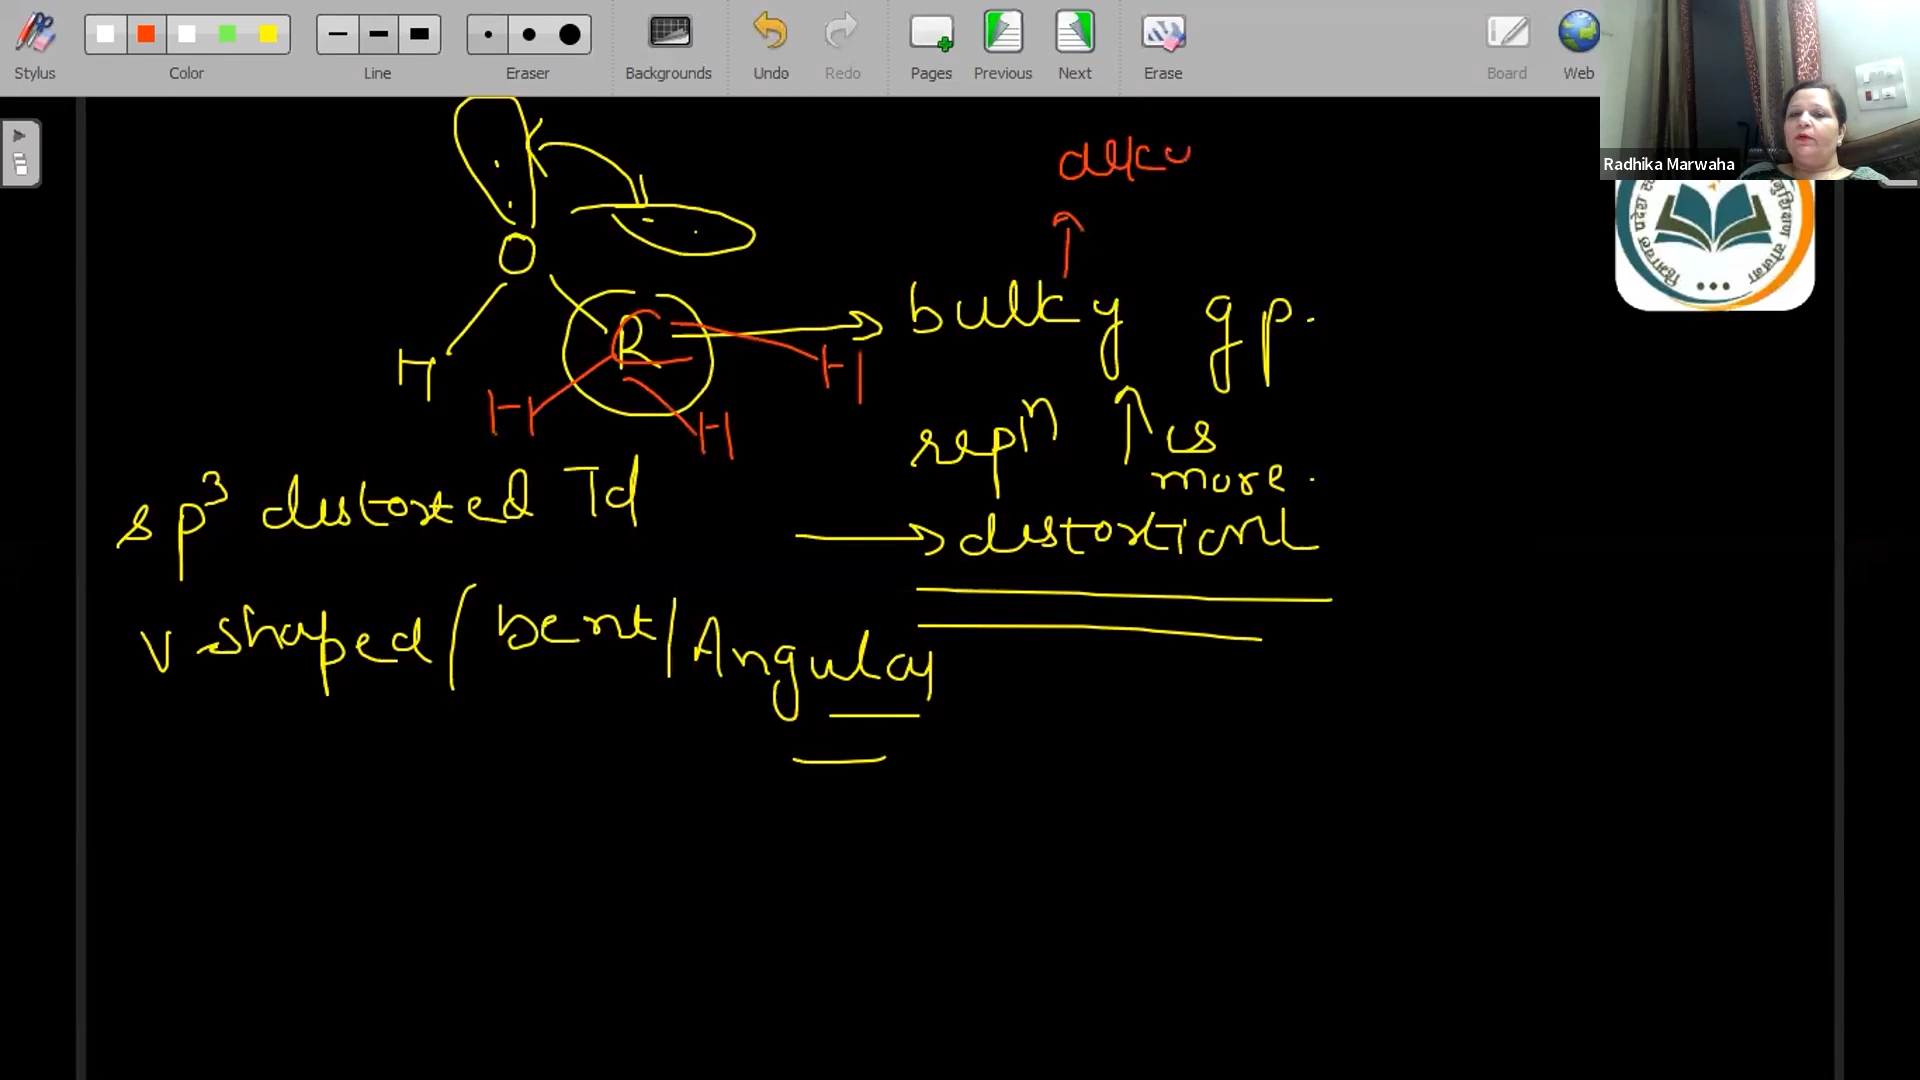 Stylus Color Line Eraser Backgrounds Undo Redo Pages Previous Next Erase Board Web
Radhika Marwaha
O
H
R
H
H
H
bulky gp.
repln ↑ is
more.
sp3 distorted Td
→ distortion
V-shaped / bent / Angular